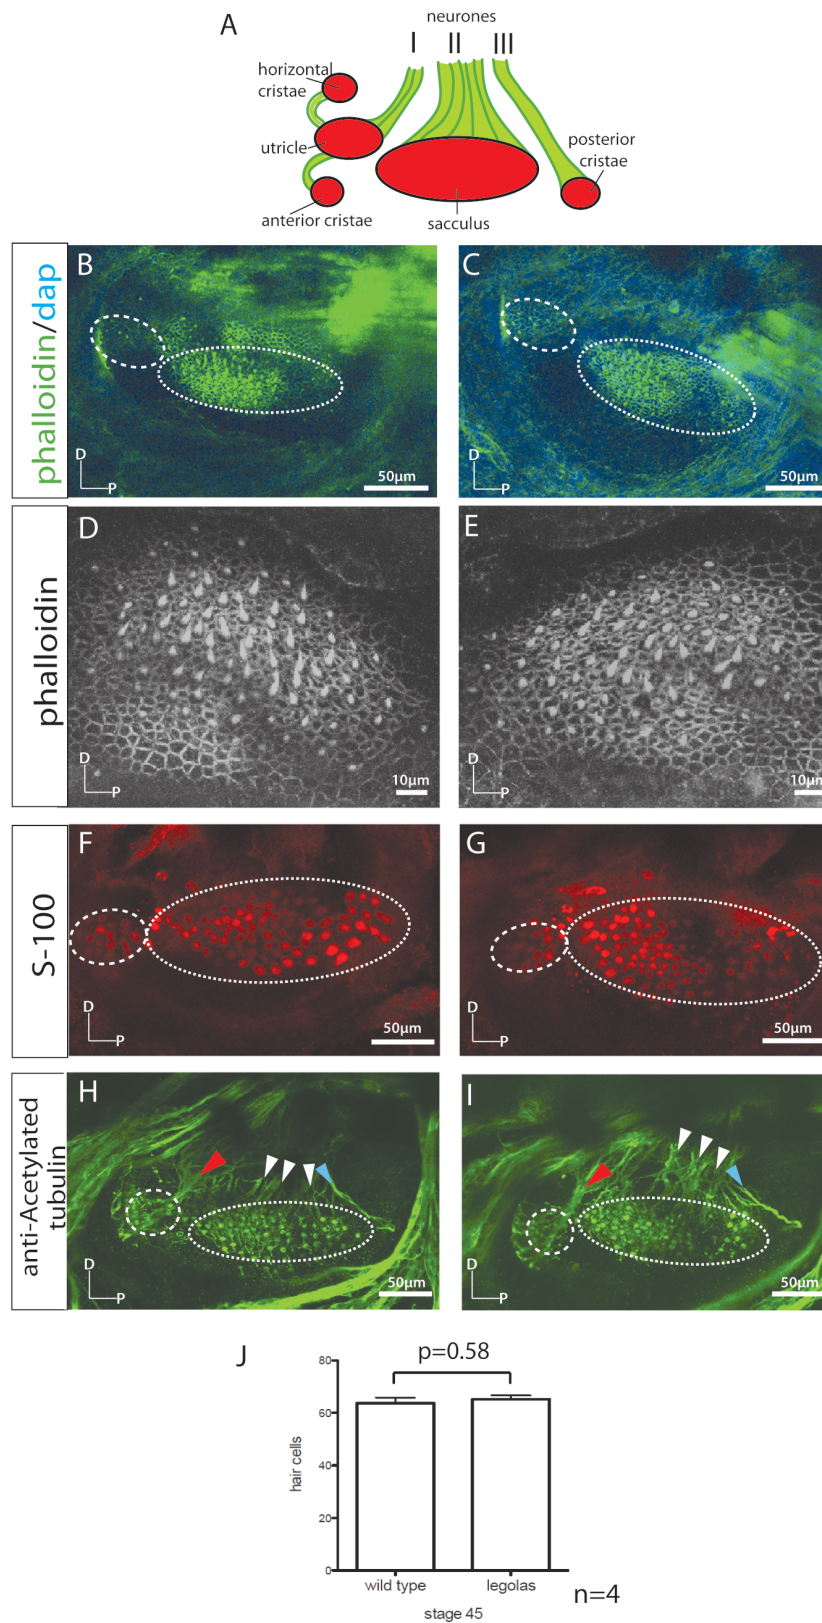 A
neurones
I II III
horizontal
cristae
utricle
anterior cristae
sacculus
posterior
cristae
phalloidin/dap
B
D
P
50µm
C
D
P
50µm
phalloidin
D
D
P
10µm
E
D
P
10µm
S-100
F
D
P
50µm
G
D
P
50µm
anti-Acetylated
tubulin
H
D
P
50µm
I
D
P
50µm
J
p=0.58
80
60
40
20
0
hair cells
wild type
legolas
n=4
stage 45